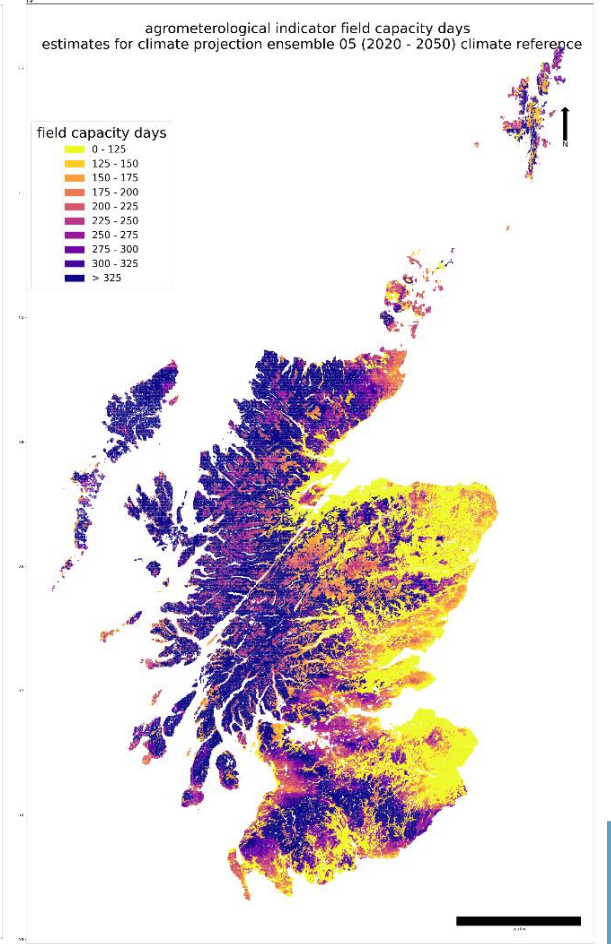 agrometerological indicator field capacity days
estimates for climate projection ensemble 05 (2020 - 2050) climate reference
field capacity days
0 - 125
125 - 150
150 - 175
175 - 200
200 - 225
225 - 250
250 - 275
275 - 300
300 - 325
> 325
N